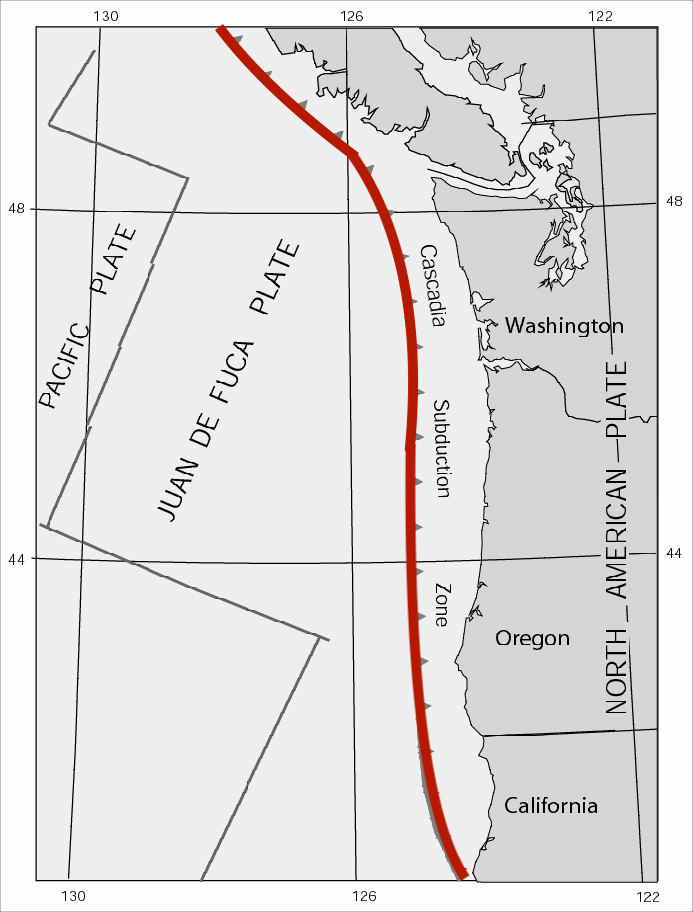 130 126 122
48 48
PACIFIC PLATE
JUAN DE FUCA PLATE
Cascadia
Subduction
Zone
Washington
NORTH AMERICAN PLATE
44 44
Oregon
California
130 126 122